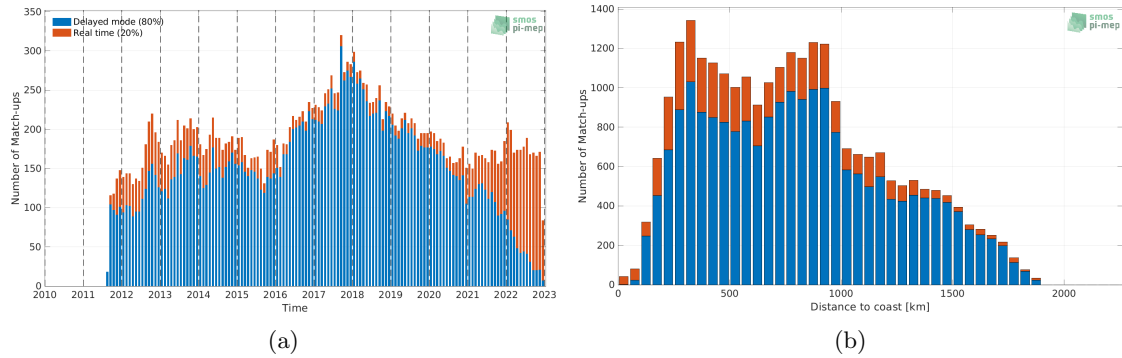 350
300
250
200
150
100
50
0
Number of Match-ups
Delayed mode (80%)
Real time (20%)
smos
pi-mep
2010 2011 2012 2013 2014 2015 2016 2017 2018 2019 2020 2021 2022 2023
Time
(a)
1400
1200
1000
800
600
400
200
0
Number of Match-ups
smos
pi-mep
0 500 1000 1500 2000
Distance to coast [km]
(b)